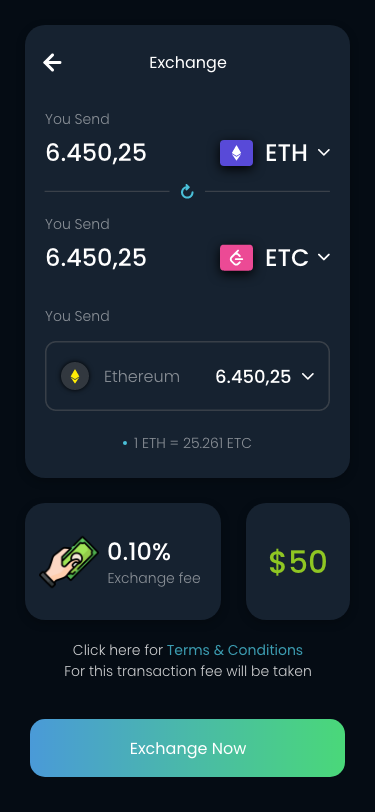 Exchange
You Send
6.450,25 ETH
You Send
6.450,25 ETC
You Send
Ethereum 6.450,25
• 1 ETH = 25.261 ETC
0.10%
Exchange fee
$50
Click here for Terms & Conditions
For this transaction fee will be taken
Exchange Now